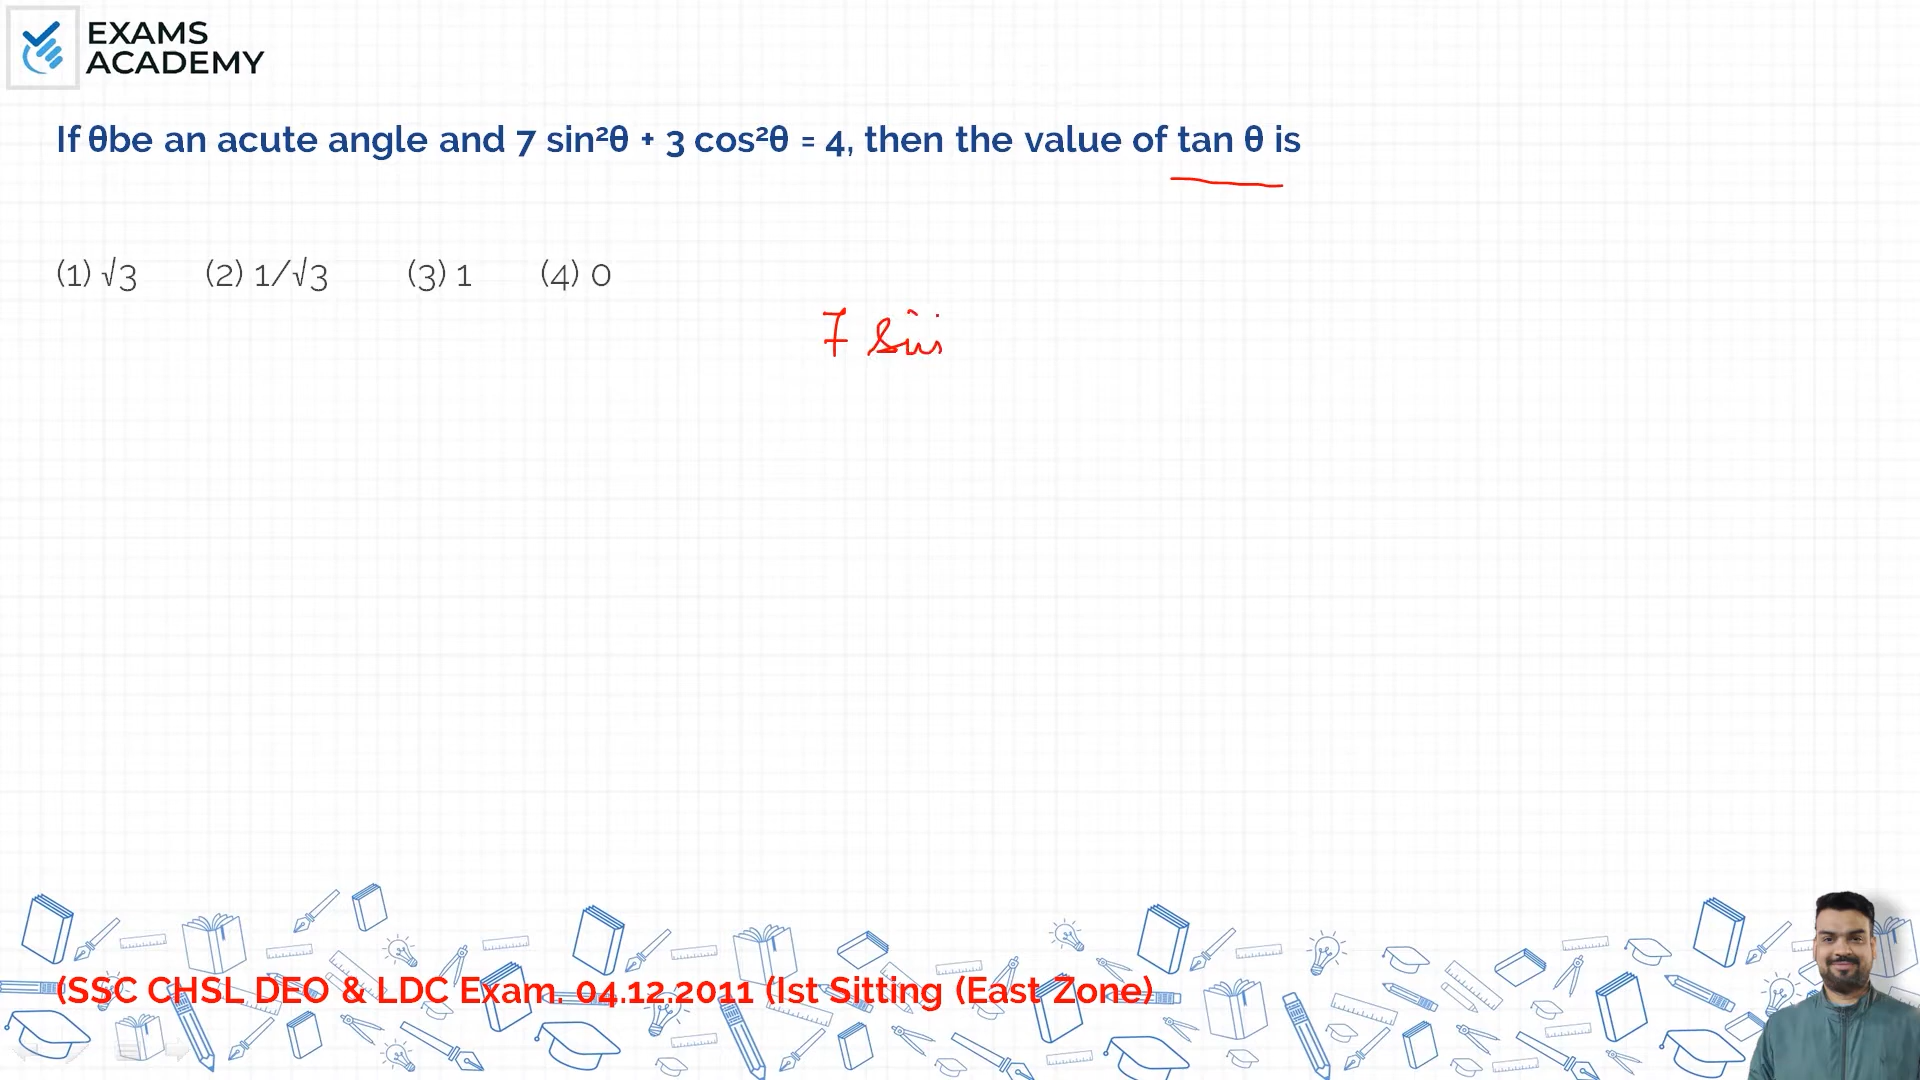 EXAMS
ACADEMY
If θbe an acute angle and 7 sin²θ + 3 cos²θ = 4, then the value of tan θ is
(1) √3 (2) 1/√3 (3) 1 (4) 0
7 sin
(SSC CHSL DEO & LDC Exam. 04.12.2011 (Ist Sitting (East Zone)